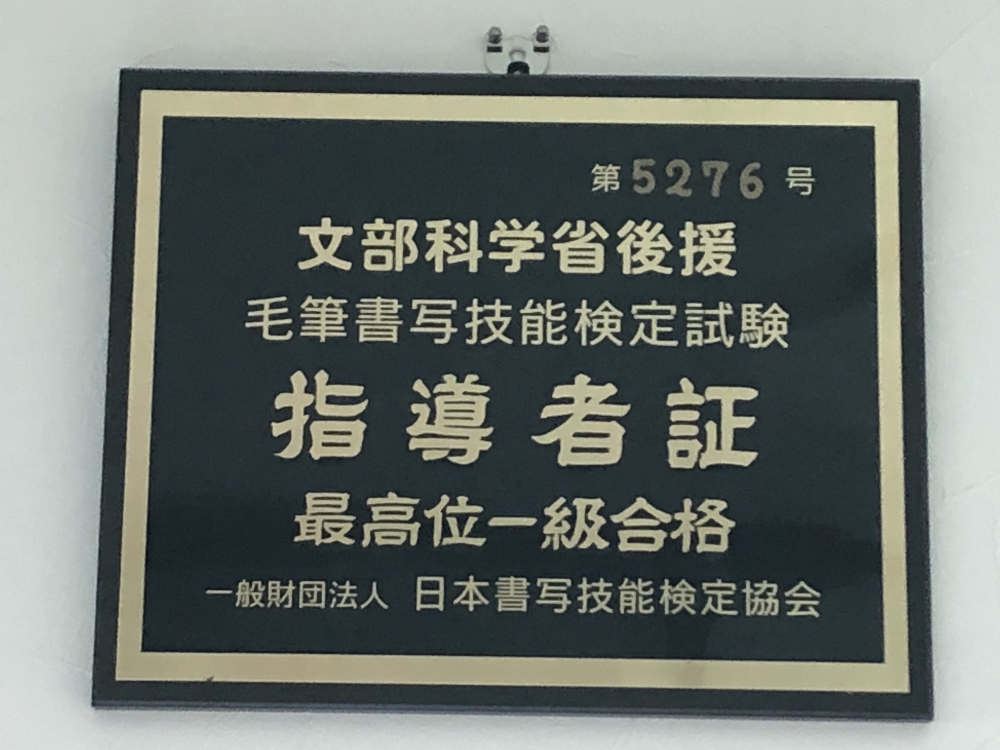 第5276号
文部科学省後援
毛筆書写技能検定試験
指導者証
最高位一級合格
一般財団法人 日本書写技能検定協会